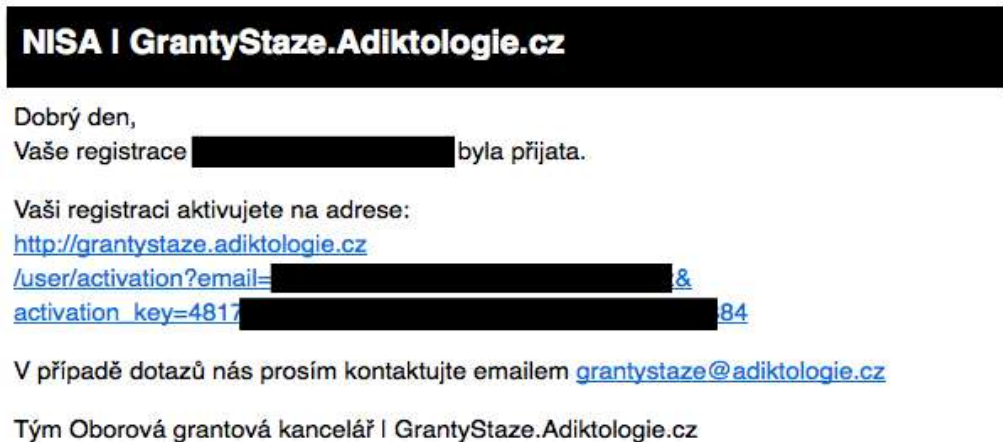 NISA | GrantyStaze.Adiktologie.cz
Dobrý den,
Vaše registrace byla přijata.
Vaši registraci aktivujete na adrese:
http://grantystaze.adiktologie.cz
/user/activation?email= &
activation_key=4817 84
V případě dotazů nás prosím kontaktujte emailem grantystaze@adiktologie.cz
Tým Oborová grantová kancelář | GrantyStaze.Adiktologie.cz